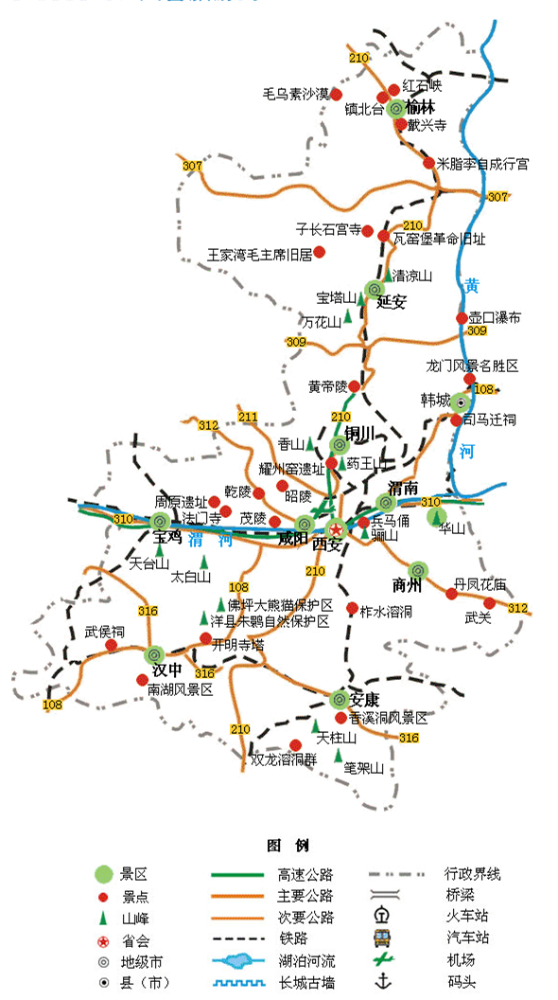 210
红石峡
毛乌素沙漠
镇北台
榆林
戴兴寺
米脂李自成行宫
307
307
210
子长石宫寺
瓦窑堡革命旧址
王家湾毛主席旧居
清凉山
黄
宝塔山
延安
万花山
壶口瀑布
309
309
龙门风景名胜区
黄帝陵
108
韩城
211
312
210
司马迁祠
铜川
香山
河
耀州窑遗址
药王山
乾陵
昭陵
渭南
周原遗址
310
法门寺
茂陵
310
兵马俑
华山
宝鸡
渭
河
咸阳
西安
骊山
天台山
太白山
210
商州
丹凤花庙
108
316
佛坪大熊猫保护区
柞水溶洞
武关
312
洋县朱鹮自然保护区
武侯祠
开明寺塔
汉中
316
南湖风景区
108
安康
香溪洞风景区
210
天柱山
316
双龙溶洞群
笔架山
图 例
景区
高速公路
行政界线
景点
主要公路
桥梁
山峰
次要公路
火车站
省会
铁路
汽车站
地级市
湖泊河流
机场
县（市）
长城古墙
码头